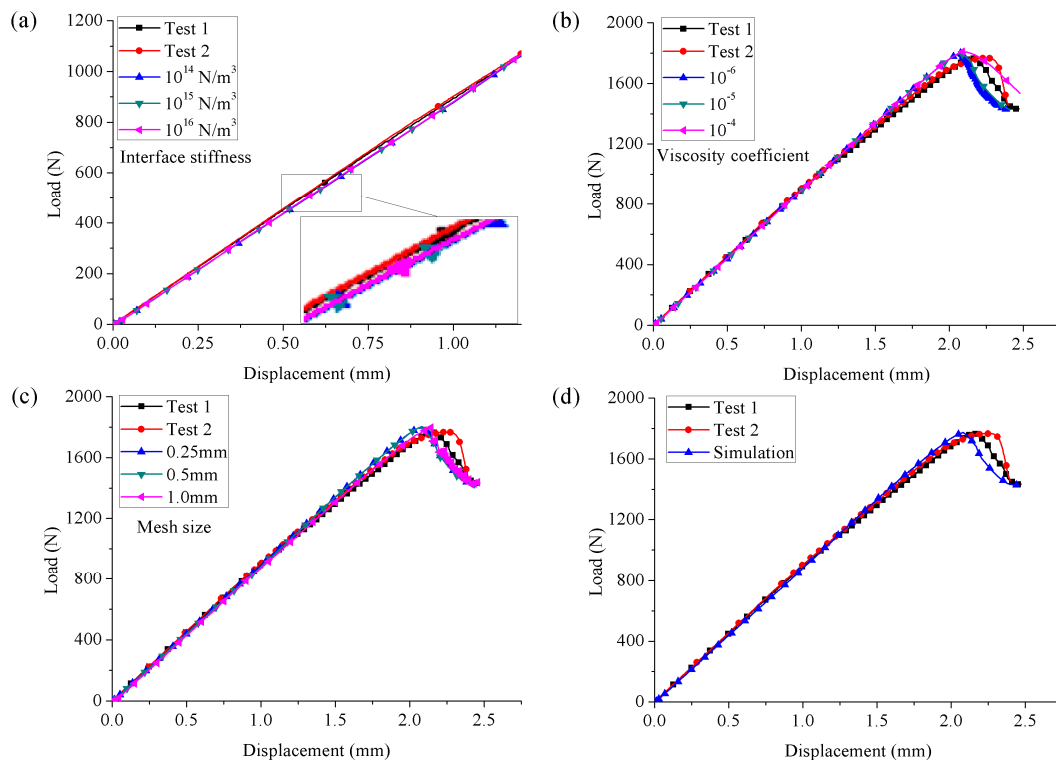 (a)
1200
1000
800
600
400
200
0
Load (N)
Test 1
Test 2
10^14 N/m^3
10^15 N/m^3
10^16 N/m^3
Interface stiffness
0.00
0.25
0.50
0.75
1.00
Displacement (mm)
(b)
2000
1600
1200
800
400
0
Load (N)
Test 1
Test 2
10^-6
10^-5
10^-4
Viscosity coefficient
0.0
0.5
1.0
1.5
2.0
2.5
Displacement (mm)
(c)
2000
1600
1200
800
400
0
Load (N)
Test 1
Test 2
0.25mm
0.5mm
1.0mm
Mesh size
0.0
0.5
1.0
1.5
2.0
2.5
Displacement (mm)
(d)
2000
1600
1200
800
400
0
Load (N)
Test 1
Test 2
Simulation
0.0
0.5
1.0
1.5
2.0
2.5
Displacement (mm)